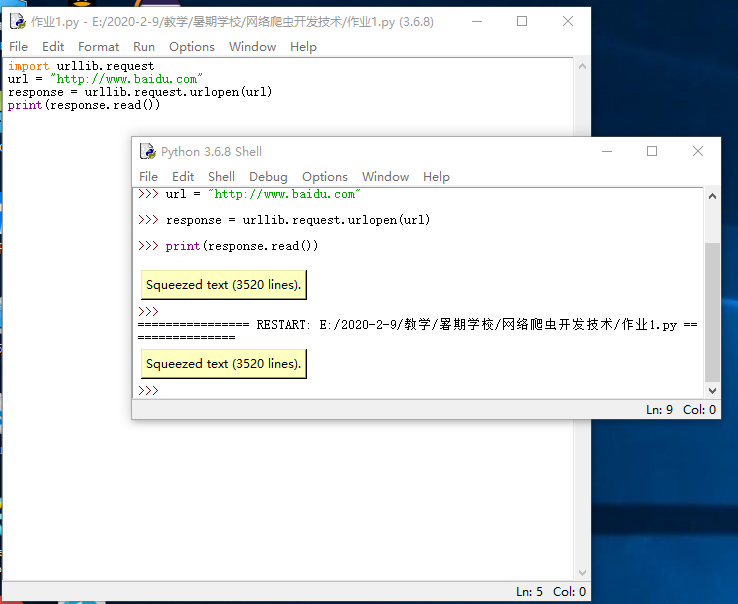 作业1.py - E:/2020-2-9/教学/暑期学校/网络爬虫开发技术/作业1.py (3.6.8)
File Edit Format Run Options Window Help
import urllib.request
url = "http://www.baidu.com"
response = urllib.request.urlopen(url)
print(response.read())
Python 3.6.8 Shell
File Edit Shell Debug Options Window Help
>>> url = "http://www.baidu.com"
>>> response = urllib.request.urlopen(url)
>>> print(response.read())
Squeezed text (3520 lines).
>>>
================ RESTART: E:/2020-2-9/教学/暑期学校/网络爬虫开发技术/作业1.py ==
==============
Squeezed text (3520 lines).
>>>
Ln: 9 Col: 0
Ln: 5 Col: 0